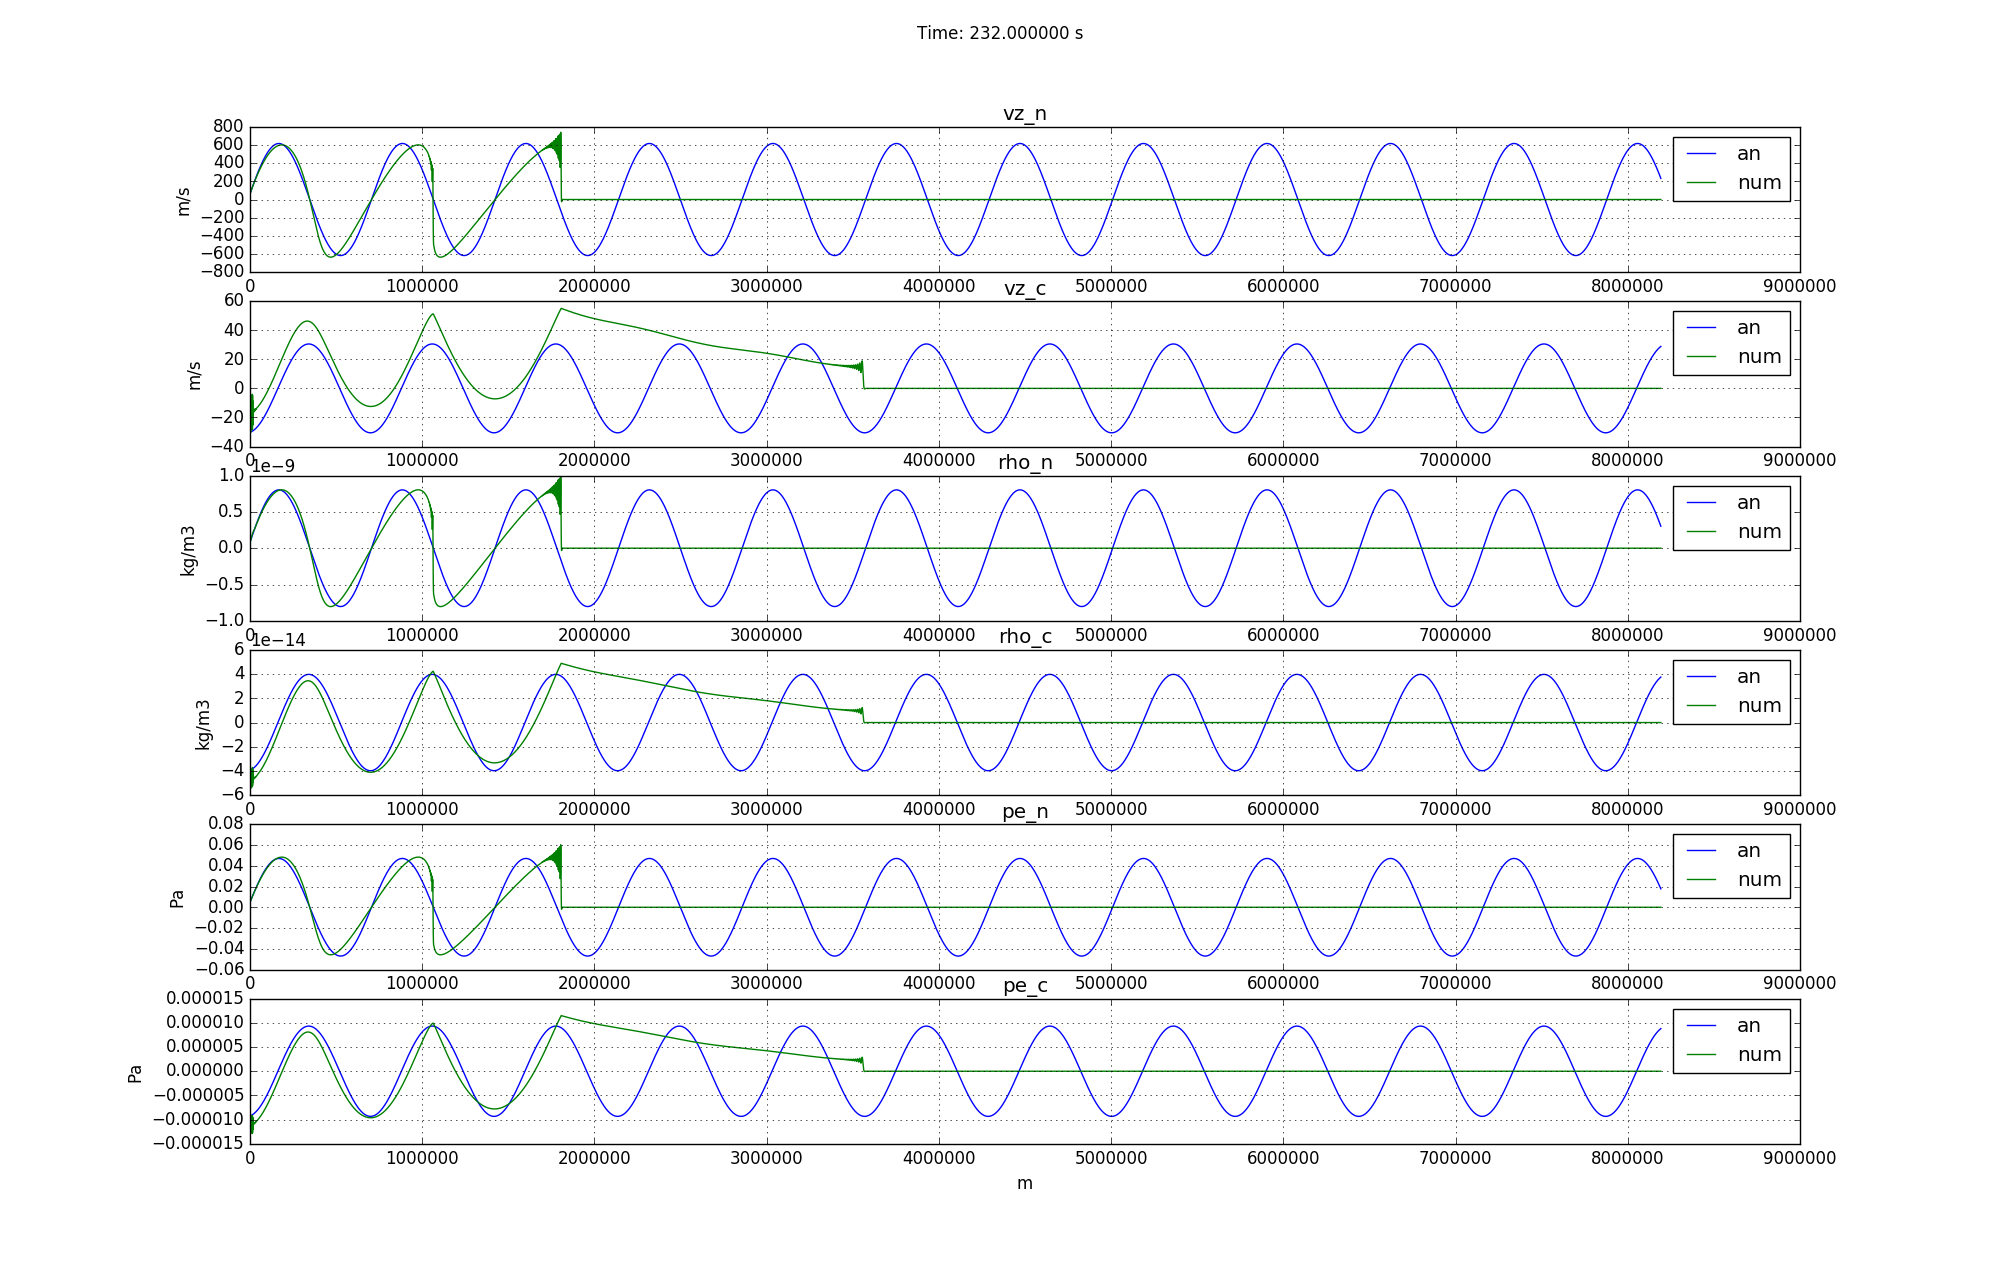 Time: 232.000000 s
vz_n
800
600
400
200
0
−200
−400
−600
−800
m/s
an
num
0 1000000 2000000 3000000 4000000 5000000 6000000 7000000 8000000 9000000
vz_c
60
40
20
0
−20
−40
m/s
an
num
0 1000000 2000000 3000000 4000000 5000000 6000000 7000000 8000000 9000000
1e−9
rho_n
1.0
0.5
0.0
−0.5
−1.0
kg/m3
an
num
0 1000000 2000000 3000000 4000000 5000000 6000000 7000000 8000000 9000000
1e−14
rho_c
6
4
2
0
−2
−4
−6
kg/m3
an
num
0 1000000 2000000 3000000 4000000 5000000 6000000 7000000 8000000 9000000
pe_n
0.08
0.06
0.04
0.02
0.00
−0.02
−0.04
−0.06
Pa
an
num
0 1000000 2000000 3000000 4000000 5000000 6000000 7000000 8000000 9000000
pe_c
0.000015
0.000010
0.000005
0.000000
−0.000005
−0.000010
−0.000015
Pa
an
num
0 1000000 2000000 3000000 4000000 5000000 6000000 7000000 8000000 9000000
m